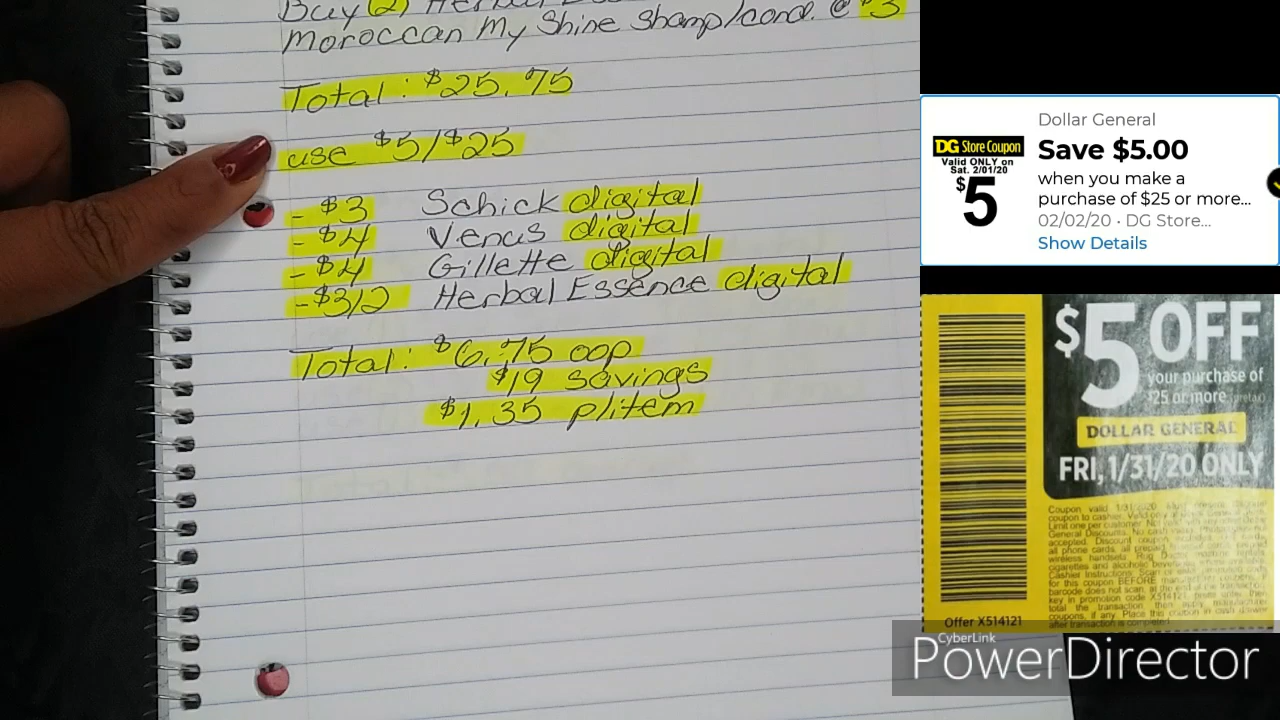 Buy (2) Herbal
Moroccan My Shine Shamp/cond. @ $3
Total: $25.75
use $5/$25
- $3 Schick digital
- $4 Venus digital
- $4 Gillette digital
- $3/2 Herbal Essence digital
Total: $6.75 oop
$19 savings
$1.35 p/item
Dollar General
DG Store Coupon
Valid ONLY on
Sat. 2/01/20
$5
Save $5.00
when you make a
purchase of $25 or more...
02/02/20 · DG Store...
Show Details
$5 OFF
your purchase of
$25 or more (pretax)
DOLLAR GENERAL
FRI, 1/31/20 ONLY
Offer X514121
CyberLink
PowerDirector